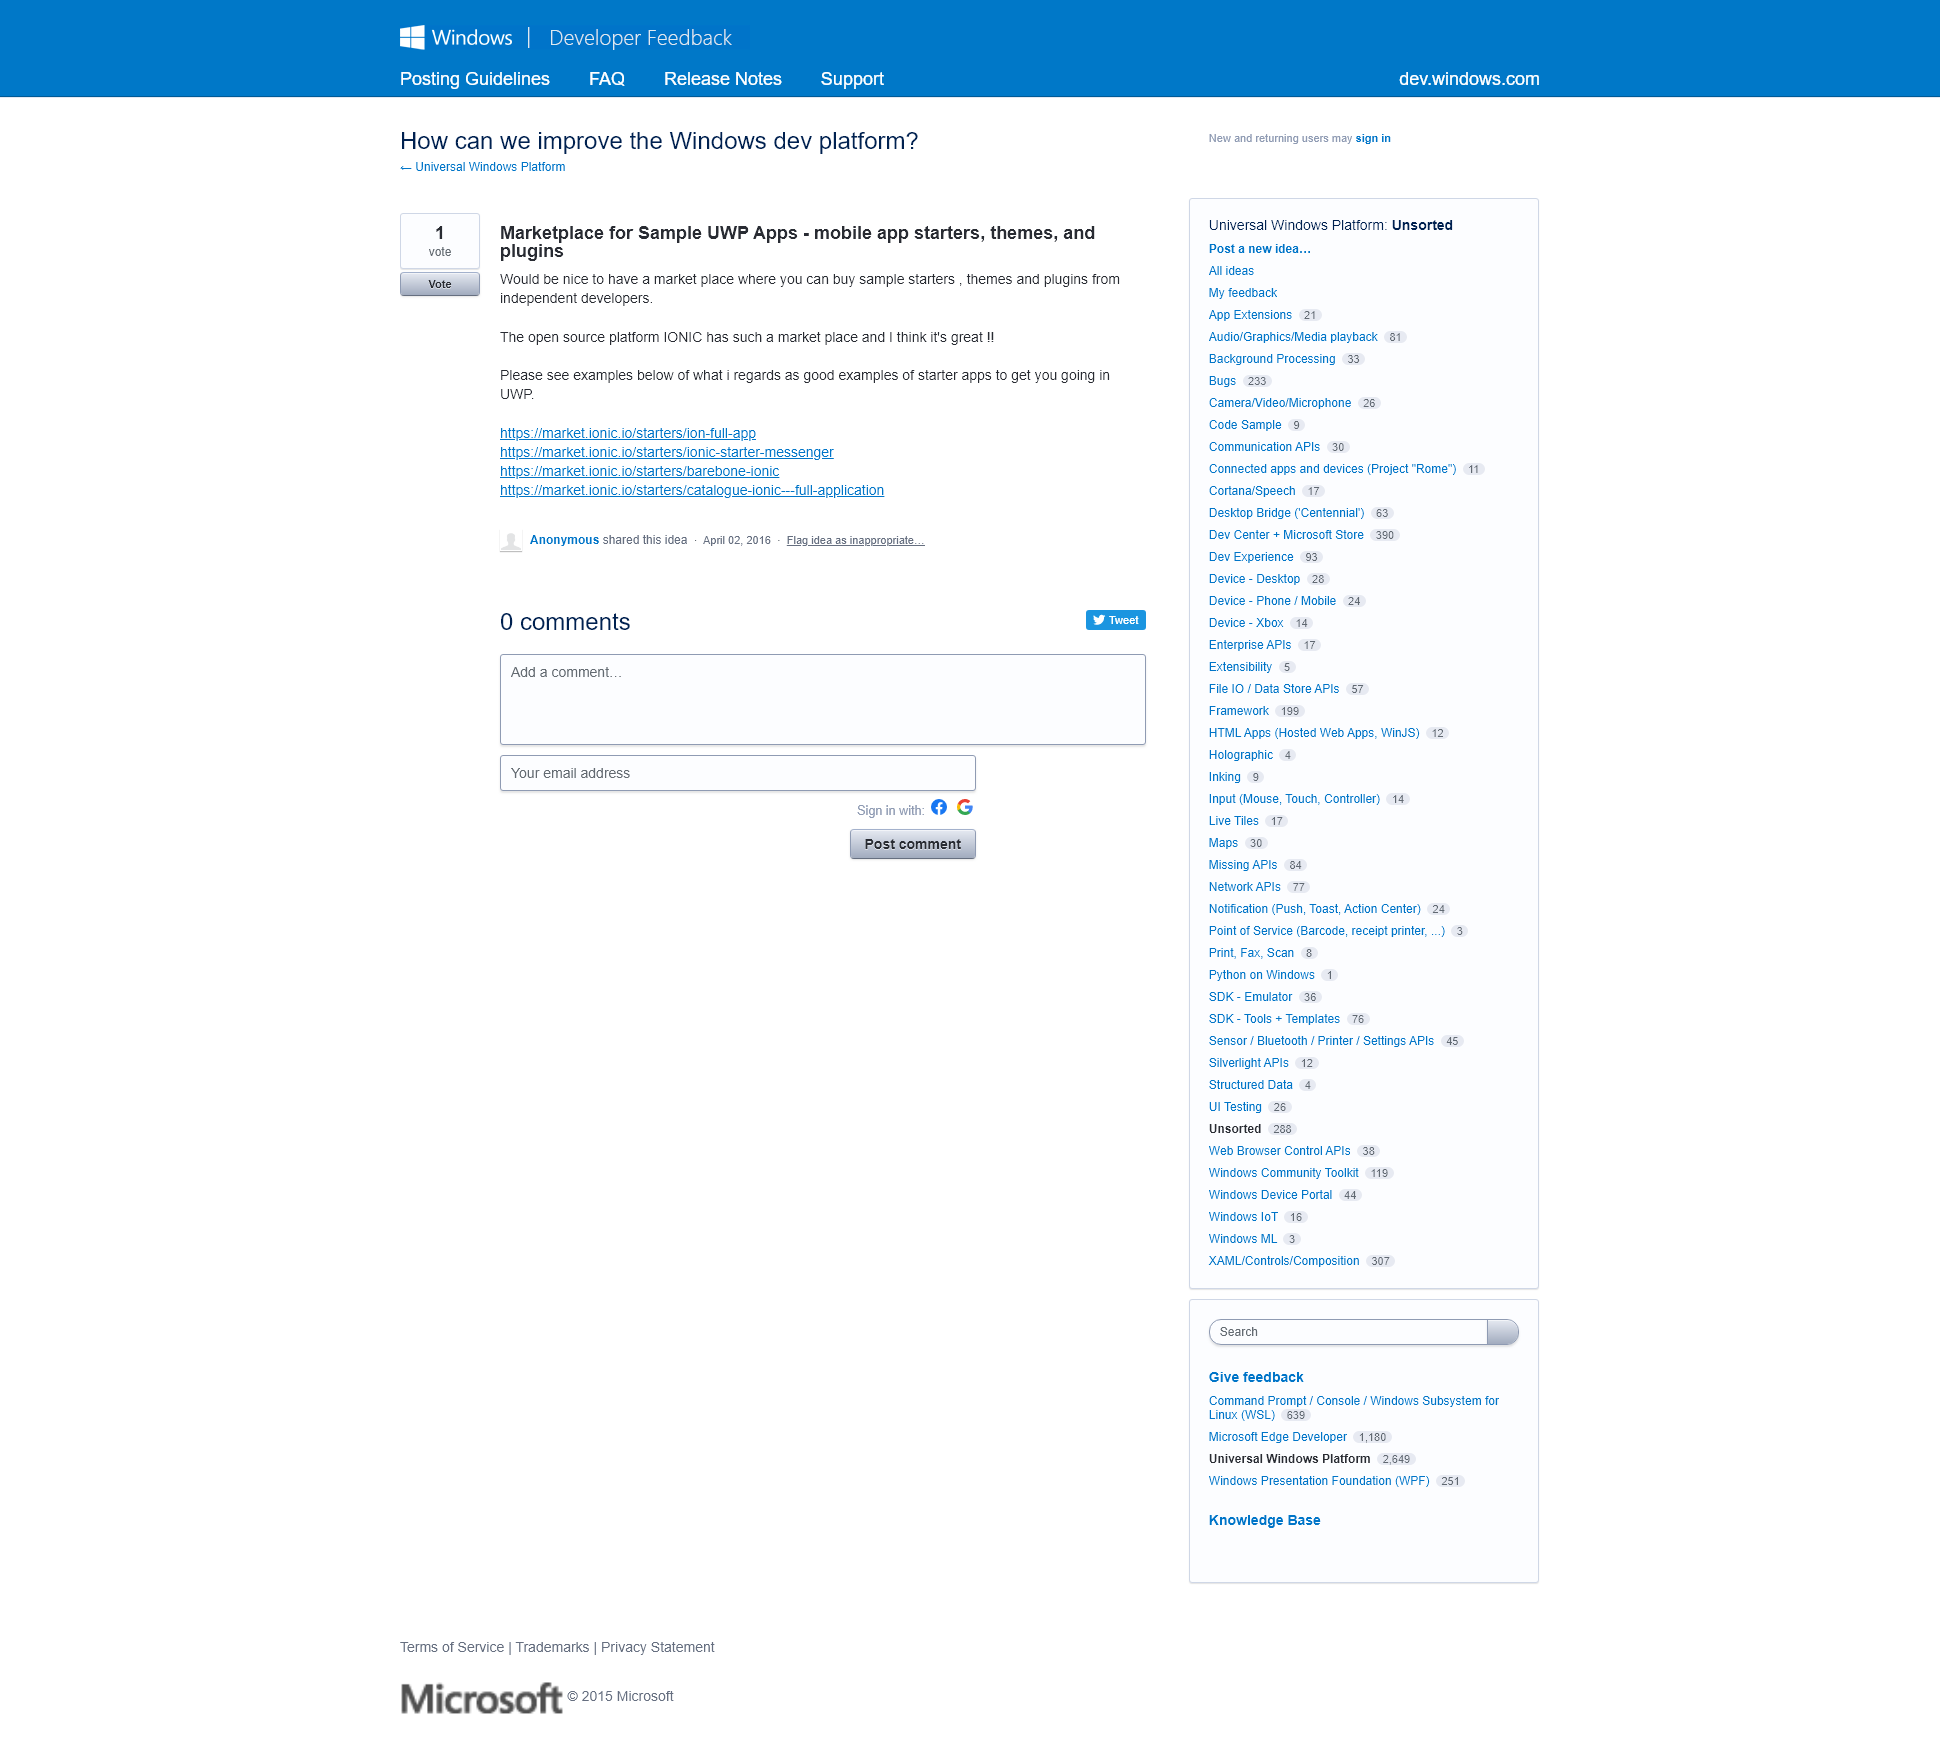 Windows | Developer Feedback
Posting Guidelines FAQ Release Notes Support dev.windows.com
How can we improve the Windows dev platform?
← Universal Windows Platform
New and returning users may sign in
1
vote
Vote
Marketplace for Sample UWP Apps - mobile app starters, themes, and
plugins
Would be nice to have a market place where you can buy sample starters , themes and plugins from
independent developers.
The open source platform IONIC has such a market place and I think it's great !!
Please see examples below of what i regards as good examples of starter apps to get you going in
UWP.
https://market.ionic.io/starters/ion-full-app
https://market.ionic.io/starters/ionic-starter-messenger
https://market.ionic.io/starters/barebone-ionic
https://market.ionic.io/starters/catalogue-ionic---full-application
Anonymous shared this idea · April 02, 2016 · Flag idea as inappropriate…
0 comments
Tweet
Add a comment…
Your email address
Sign in with:
Post comment
Universal Windows Platform: Unsorted
Post a new idea…
All ideas
My feedback
App Extensions 21
Audio/Graphics/Media playback 81
Background Processing 33
Bugs 233
Camera/Video/Microphone 26
Code Sample 9
Communication APIs 30
Connected apps and devices (Project "Rome") 11
Cortana/Speech 17
Desktop Bridge ('Centennial') 63
Dev Center + Microsoft Store 390
Dev Experience 93
Device - Desktop 28
Device - Phone / Mobile 24
Device - Xbox 14
Enterprise APIs 17
Extensibility 5
File IO / Data Store APIs 57
Framework 199
HTML Apps (Hosted Web Apps, WinJS) 12
Holographic 4
Inking 9
Input (Mouse, Touch, Controller) 14
Live Tiles 17
Maps 30
Missing APIs 84
Network APIs 77
Notification (Push, Toast, Action Center) 24
Point of Service (Barcode, receipt printer, ...) 3
Print, Fax, Scan 8
Python on Windows 1
SDK - Emulator 36
SDK - Tools + Templates 76
Sensor / Bluetooth / Printer / Settings APIs 45
Silverlight APIs 12
Structured Data 4
UI Testing 26
Unsorted 288
Web Browser Control APIs 38
Windows Community Toolkit 119
Windows Device Portal 44
Windows IoT 16
Windows ML 3
XAML/Controls/Composition 307
Search
Give feedback
Command Prompt / Console / Windows Subsystem for
Linux (WSL) 639
Microsoft Edge Developer 1,180
Universal Windows Platform 2,649
Windows Presentation Foundation (WPF) 251
Knowledge Base
Terms of Service | Trademarks | Privacy Statement
Microsoft © 2015 Microsoft